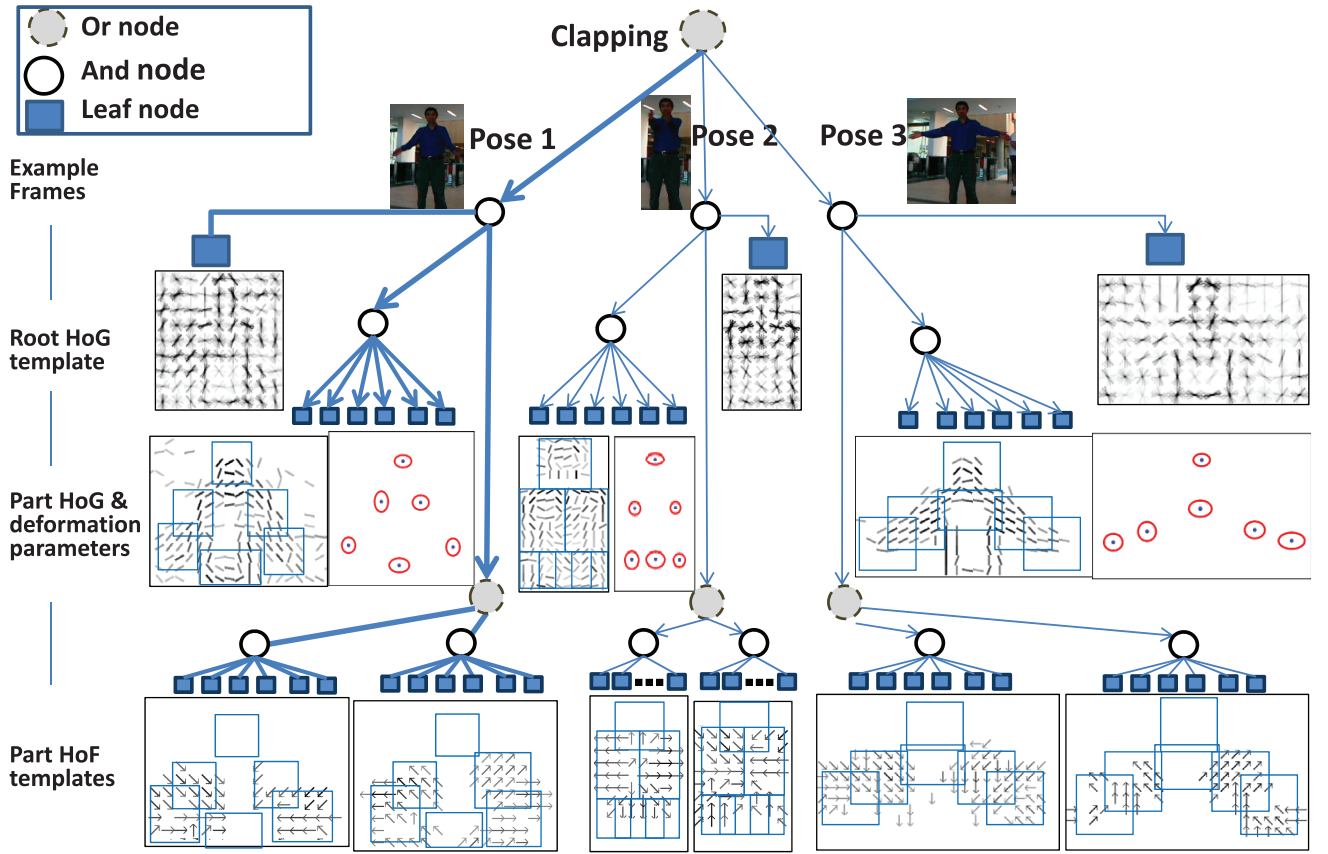 Or node
And node
Leaf node
Clapping
Pose 1
Pose 2
Pose 3
Example
Frames
Root HoG
template
Part HoG &
deformation
parameters
Part HoF
templates